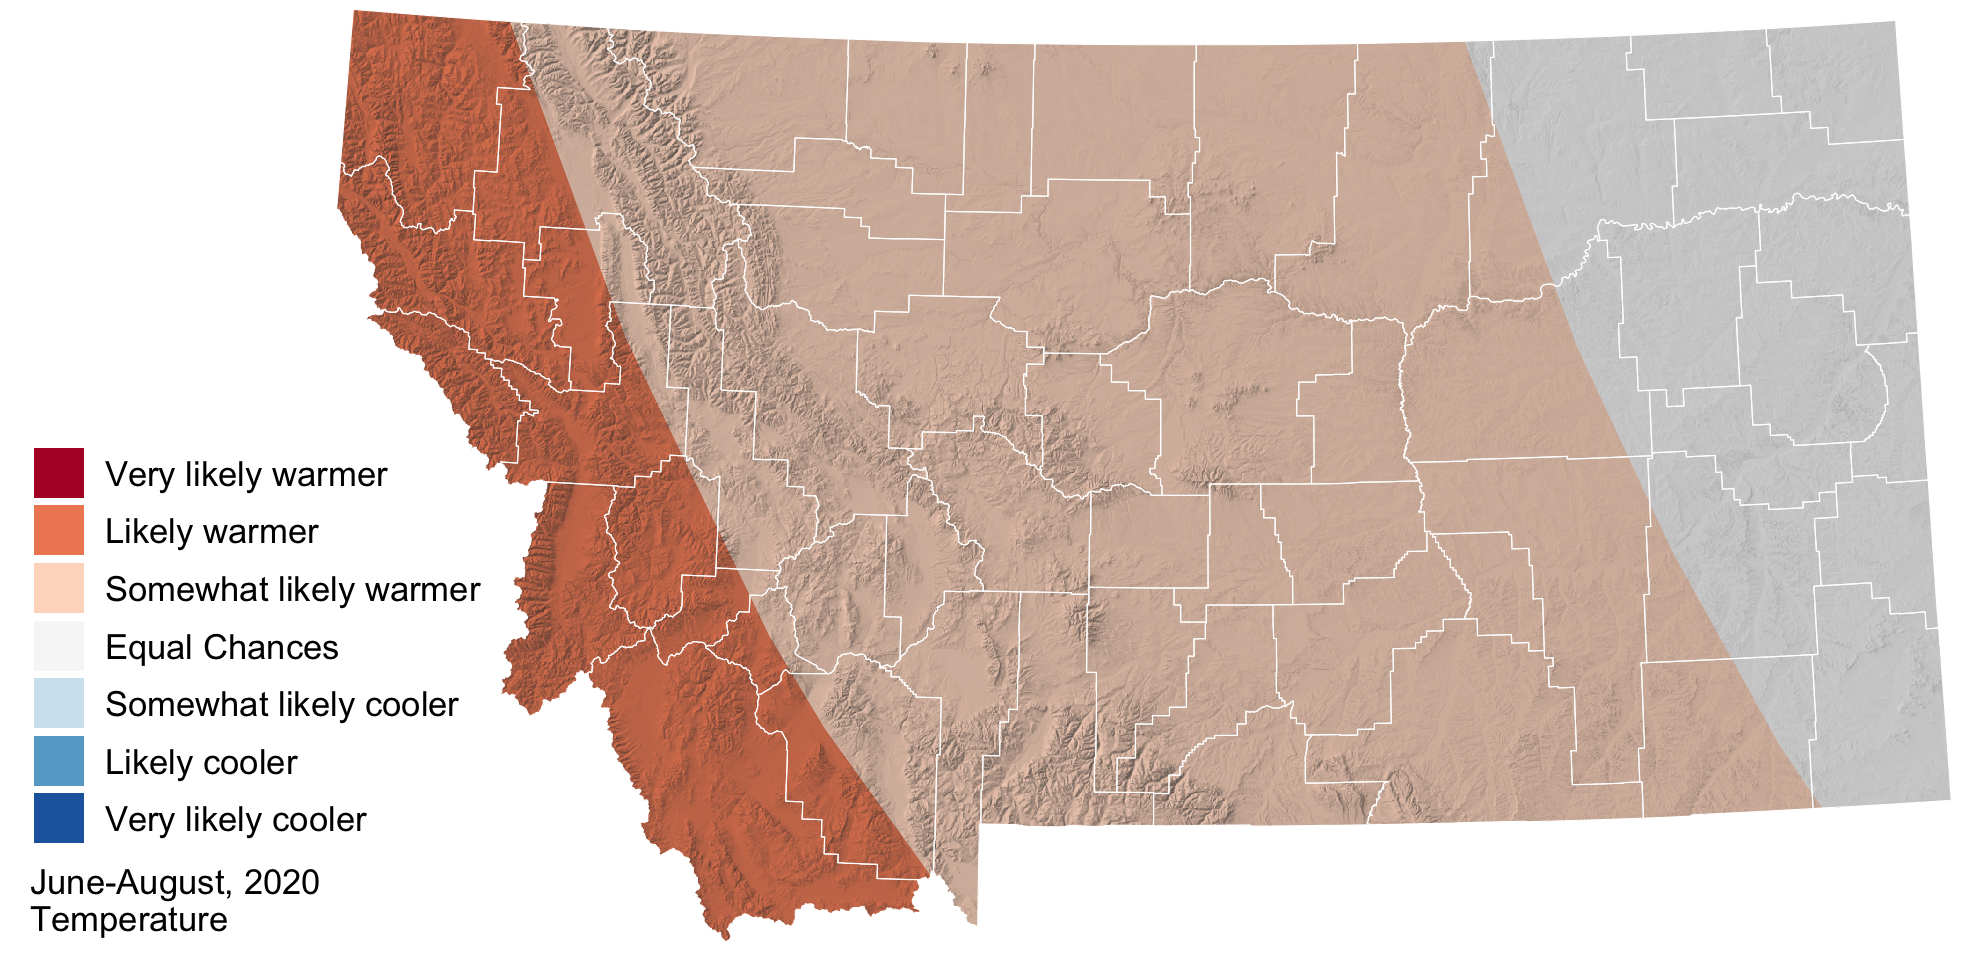 Very likely warmer
Likely warmer
Somewhat likely warmer
Equal Chances
Somewhat likely cooler
Likely cooler
Very likely cooler
June-August, 2020
Temperature